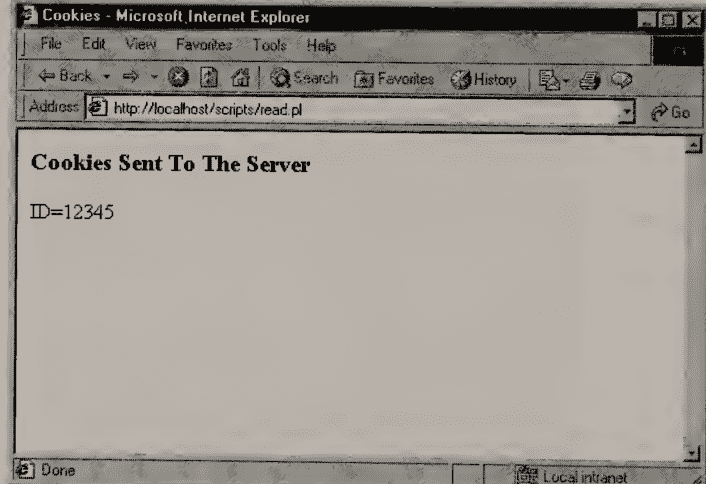 Cookies - Microsoft Internet Explorer
File Edit View Favorites Tools Help
Back Search Favorites History
Address http://localhost/scripts/read.pl Go
Cookies Sent To The Server
ID=12345
Done Local intranet